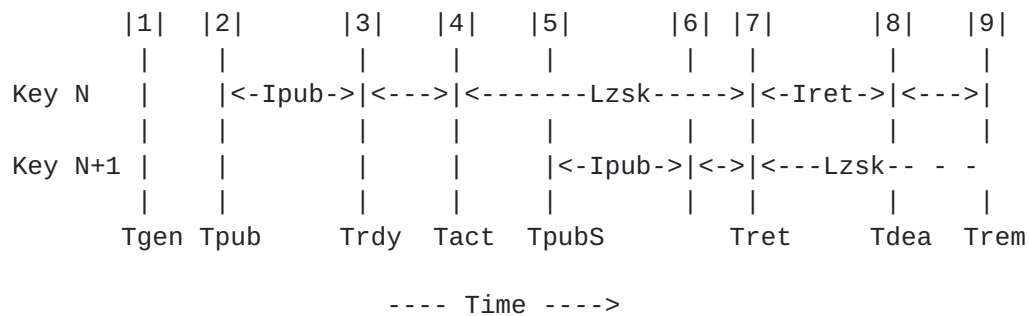 |1| |2| |3| |4| |5| |6| |7| |8| |9|
| | | | | | | | |
Key N | |<-Ipub->|<--->|<-------Lzsk----->|<-Iret->|<--->|
| | | | | | | | |
Key N+1 | | | | |<-Ipub->|<->|<---Lzsk-- - -
| | | | | | | | |
Tgen Tpub Trdy Tact TpubS Tret Tdea Trem
---- Time ---->